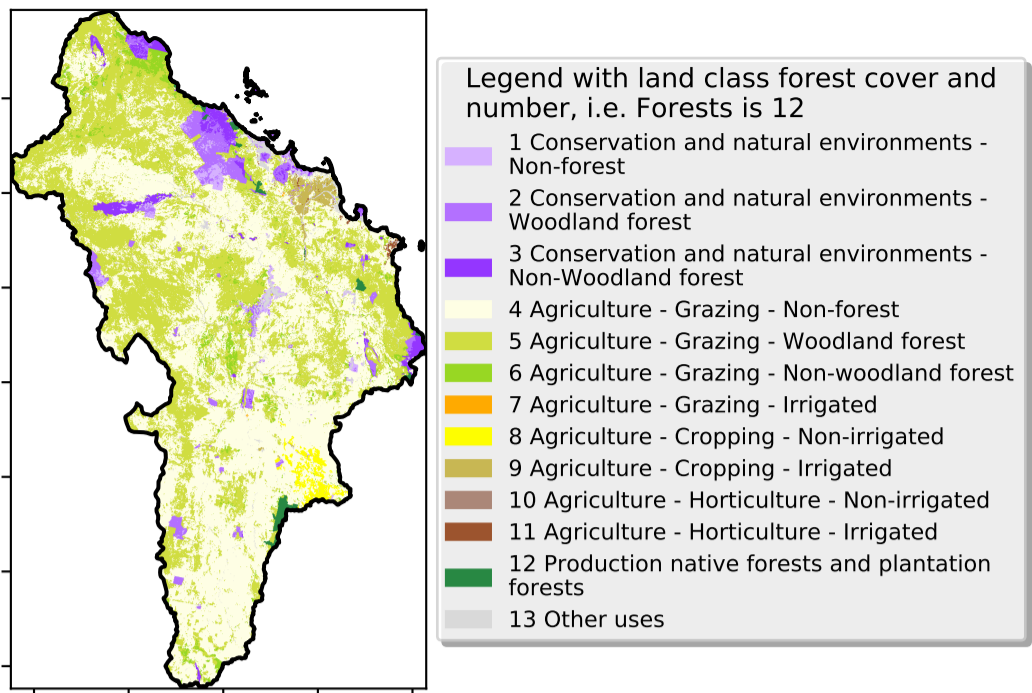 Legend with land class forest cover and
number, i.e. Forests is 12
1 Conservation and natural environments -
Non-forest
2 Conservation and natural environments -
Woodland forest
3 Conservation and natural environments -
Non-Woodland forest
4 Agriculture - Grazing - Non-forest
5 Agriculture - Grazing - Woodland forest
6 Agriculture - Grazing - Non-woodland forest
7 Agriculture - Grazing - Irrigated
8 Agriculture - Cropping - Non-irrigated
9 Agriculture - Cropping - Irrigated
10 Agriculture - Horticulture - Non-irrigated
11 Agriculture - Horticulture - Irrigated
12 Production native forests and plantation
forests
13 Other uses